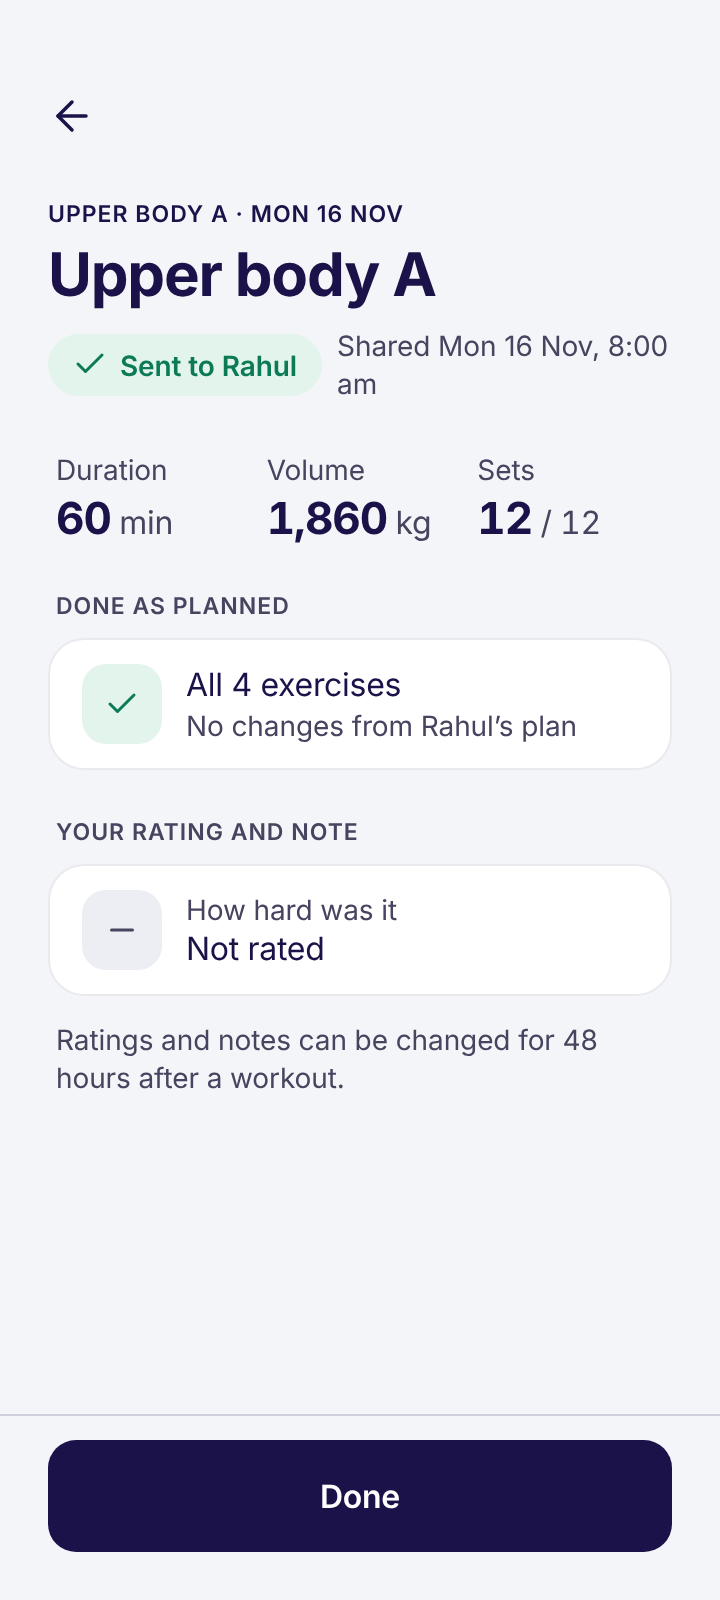 UPPER BODY A · MON 16 NOV
Upper body A
Sent to Rahul
Shared Mon 16 Nov, 8:00
am
Duration Volume Sets
60 min 1,860 kg 12 / 12
DONE AS PLANNED
All 4 exercises
No changes from Rahul’s plan
YOUR RATING AND NOTE
How hard was it
Not rated
Ratings and notes can be changed for 48
hours after a workout.
Done